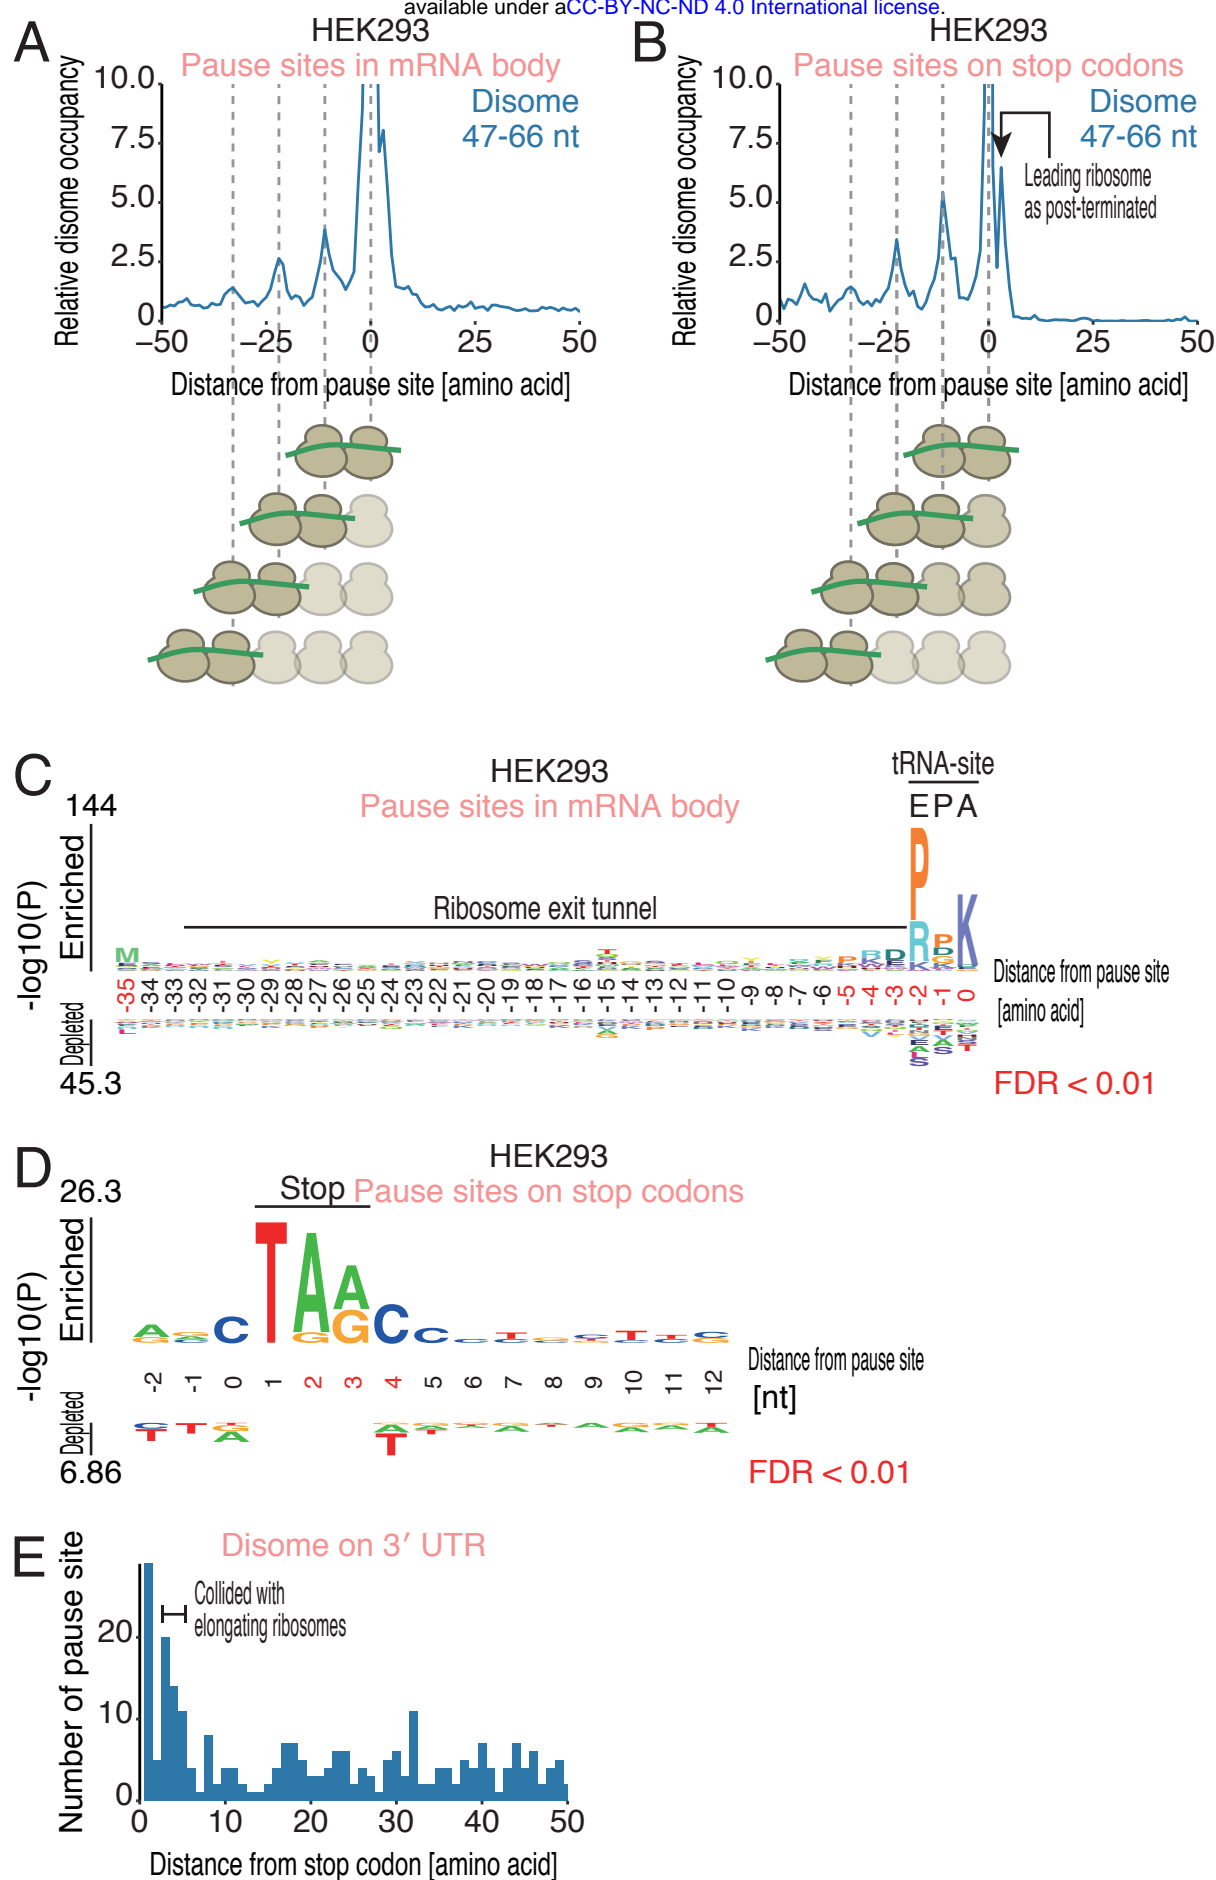 available under aCC-BY-NC-ND 4.0 International license.
A
HEK293
Pause sites in mRNA body
Disome
47-66 nt
Relative disome occupancy
10.0
7.5
5.0
2.5
0
−50
−25
0
25
50
Distance from pause site [amino acid]
B
HEK293
Pause sites on stop codons
Disome
47-66 nt
Leading ribosome
as post-terminated
Relative disome occupancy
10.0
7.5
5.0
2.5
0
−50
−25
0
25
50
Distance from pause site [amino acid]
C
HEK293
Pause sites in mRNA body
tRNA-site
E P A
144
-log10(P)
Enriched
Depleted
45.3
Ribosome exit tunnel
M
P
R
P
D
K
-35 -34 -33 -32 -31 -30 -29 -28 -27 -26 -25 -24 -23 -22 -21 -20 -19 -18 -17 -16 -15 -14 -13 -12 -11 -10 -9 -8 -7 -6 -5 -4 -3 -2 -1 0
Distance from pause site
[amino acid]
FDR < 0.01
D
HEK293
Pause sites on stop codons
Stop
26.3
-log10(P)
Enriched
Depleted
6.86
C T A A C C
G G
-2 -1 0 1 2 3 4 5 6 7 8 9 10 11 12
T
Distance from pause site
[nt]
FDR < 0.01
E
Disome on 3′ UTR
Collided with
elongating ribosomes
Number of pause site
20
10
0
0
10
20
30
40
50
Distance from stop codon [amino acid]